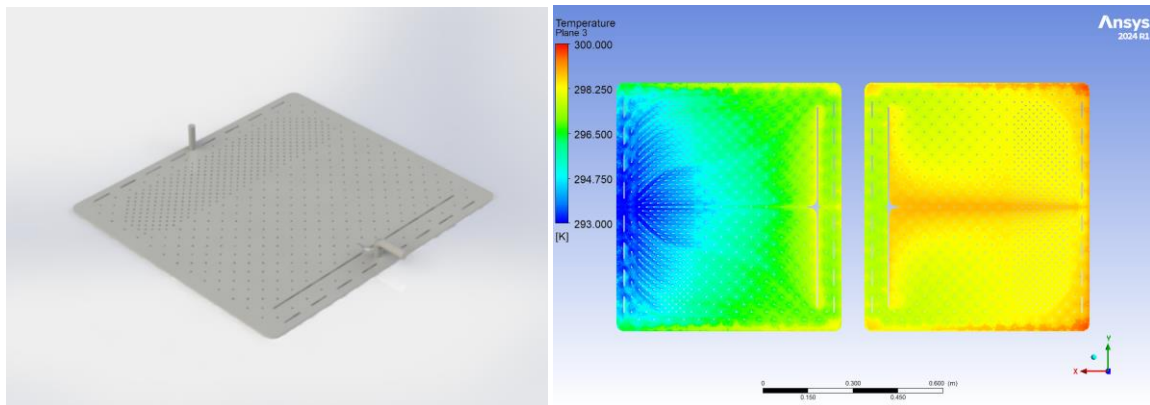 Temperature
Plane 3
300.000
298.250
296.500
294.750
293.000
[K]
Ansys
2024 R1
0 0.300 0.600 (m)
0.150 0.450
Y
X